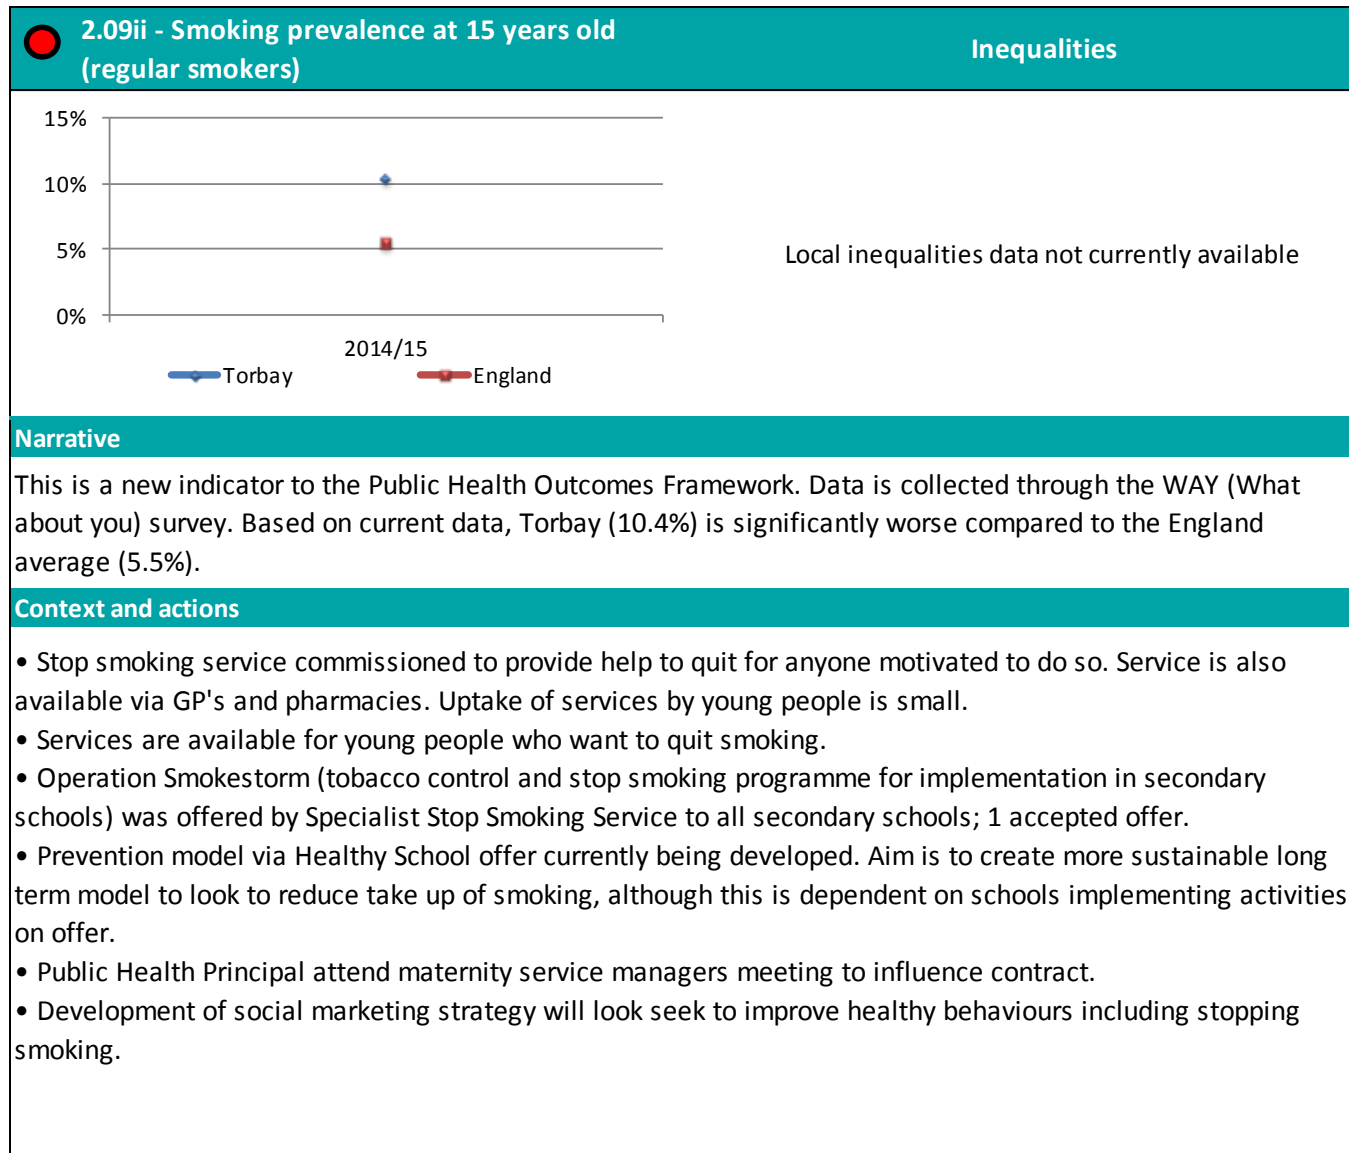 2.09ii - Smoking prevalence at 15 years old
(regular smokers)
Inequalities
15%
10%
5%
0%
2014/15
Torbay
England
Local inequalities data not currently available
Narrative
This is a new indicator to the Public Health Outcomes Framework. Data is collected through the WAY (What
about you) survey. Based on current data, Torbay (10.4%) is significantly worse compared to the England
average (5.5%).
Context and actions
• Stop smoking service commissioned to provide help to quit for anyone motivated to do so. Service is also
available via GP's and pharmacies. Uptake of services by young people is small.
• Services are available for young people who want to quit smoking.
• Operation Smokestorm (tobacco control and stop smoking programme for implementation in secondary
schools) was offered by Specialist Stop Smoking Service to all secondary schools; 1 accepted offer.
• Prevention model via Healthy School offer currently being developed. Aim is to create more sustainable long
term model to look to reduce take up of smoking, although this is dependent on schools implementing activities
on offer.
• Public Health Principal attend maternity service managers meeting to influence contract.
• Development of social marketing strategy will look seek to improve healthy behaviours including stopping
smoking.